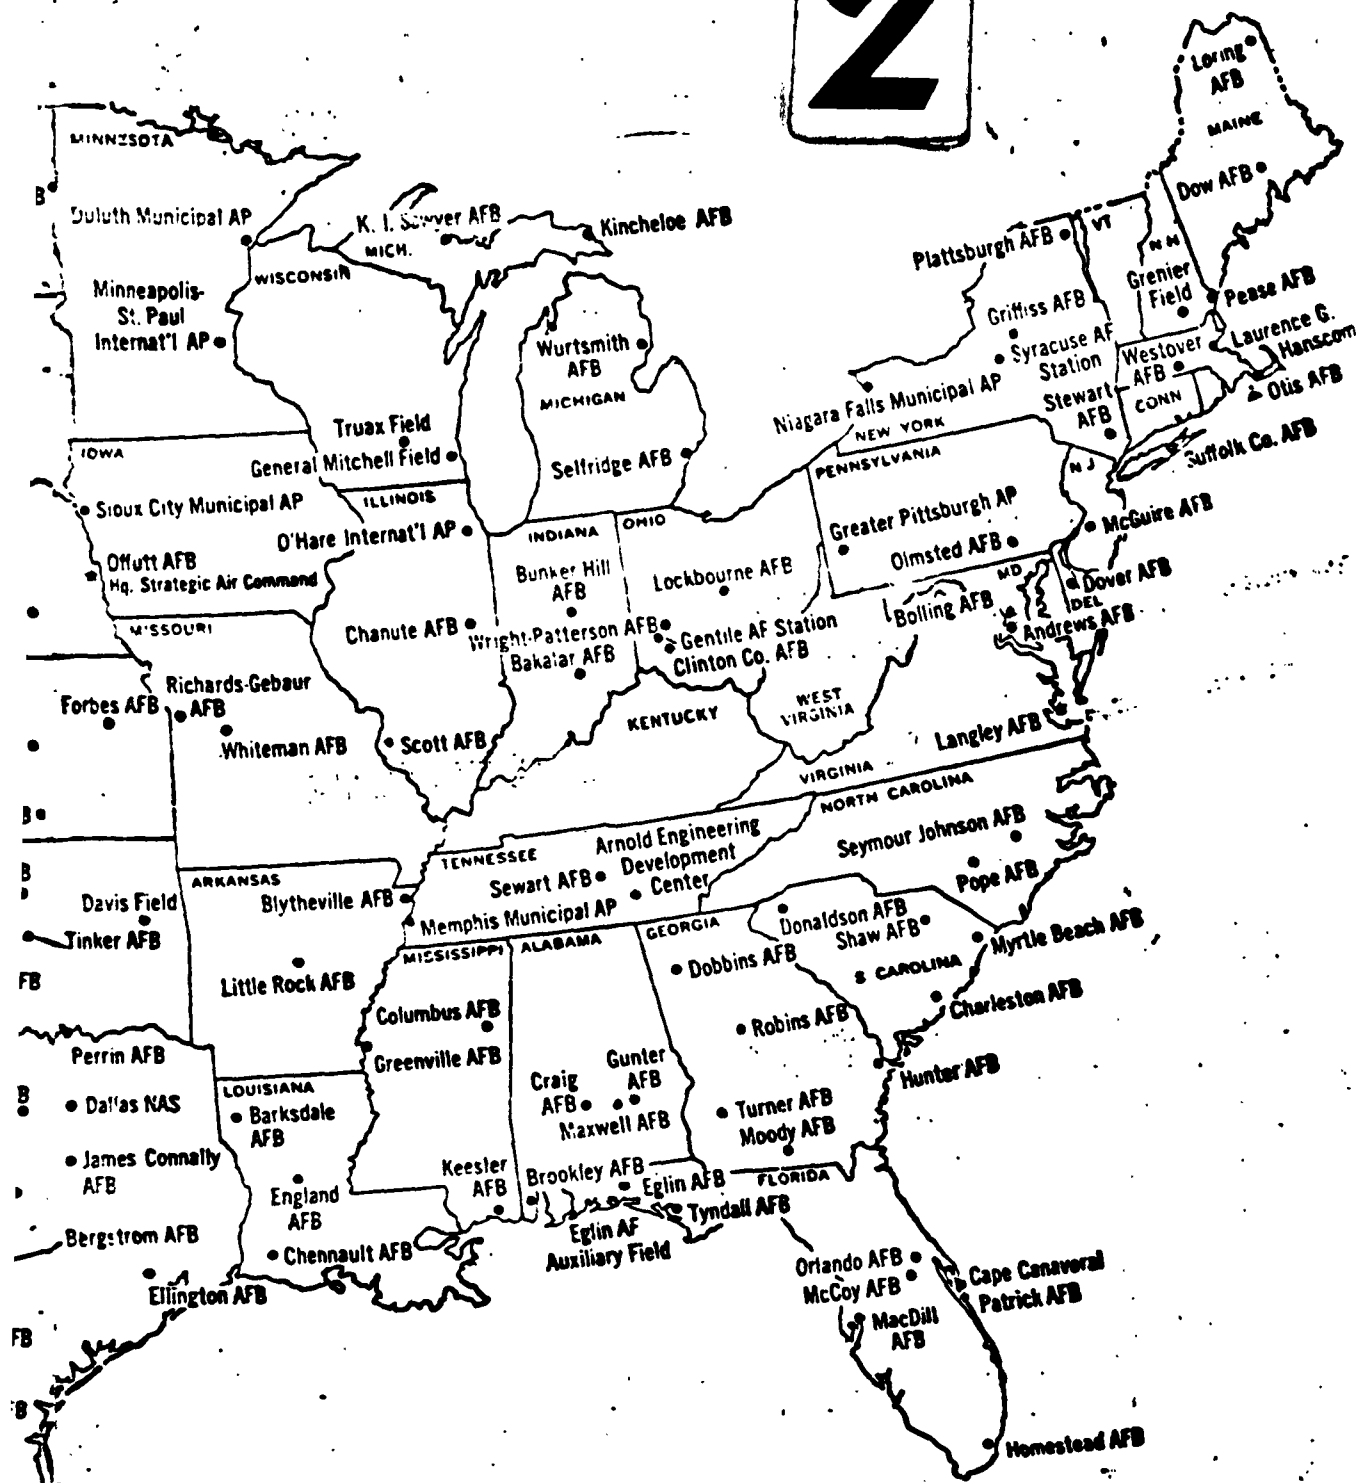 2
Loring
AFB
MAINE
Dow AFB
MINNESOTA
B
Duluth Municipal AP
K. I. Sawyer AFB
MICH.
Kincheloe AFB
WISCONSIN
Minneapolis-
St. Paul
Internat'l AP
Plattsburgh AFB
VT
N H
Grenier
Field
Pease AFB
Griffiss AFB
Laurence G.
Hanscom
Syracuse AF
Station
Westover
AFB
Otis AFB
Wurtsmith
AFB
MICHIGAN
Niagara Falls Municipal AP
Stewart
AFB
CONN
NEW YORK
Suffolk Co. AFB
Truax Field
General Mitchell Field
Selfridge AFB
PENNSYLVANIA
N J
IOWA
Sioux City Municipal AP
ILLINOIS
O'Hare Internat'l AP
INDIANA
OHIO
Greater Pittsburgh AP
McGuire AFB
Olmsted AFB
Offutt AFB
Hq. Strategic Air Command
Bunker Hill
AFB
Lockbourne AFB
MD
Dover AFB
DEL
Bolling AFB
Andrews AFB
MISSOURI
Chanute AFB
Wright-Patterson AFB
Gentile AF Station
Bakalar AFB
Clinton Co. AFB
Richards-Gebaur
AFB
Forbes AFB
WEST
VIRGINIA
KENTUCKY
Whiteman AFB
Scott AFB
Langley AFB
VIRGINIA
NORTH CAROLINA
B
Seymour Johnson AFB
Arnold Engineering
Development
Center
TENNESSEE
Sewart AFB
Pope AFB
B
ARKANSAS
Blytheville AFB
Memphis Municipal AP
Davis Field
Tinker AFB
Donaldson AFB
Shaw AFB
Myrtle Beach AFB
MISSISSIPPI
ALABAMA
GEORGIA
Dobbins AFB
S CAROLINA
FB
Little Rock AFB
Columbus AFB
Charleston AFB
Robins AFB
Greenville AFB
Perrin AFB
Gunter
AFB
Hunter AFB
LOUISIANA
Craig
AFB
B
Dallas NAS
Barksdale
AFB
Maxwell AFB
Turner AFB
Moody AFB
James Connally
AFB
Keesler
AFB
Brookley AFB
Eglin AFB
FLORIDA
England
AFB
Tyndall AFB
Bergstrom AFB
Chennault AFB
Eglin AF
Auxiliary Field
Orlando AFB
McCoy AFB
Cape Canaveral
Patrick AFB
Ellington AFB
MacDill
AFB
FB
B
Homestead AFB